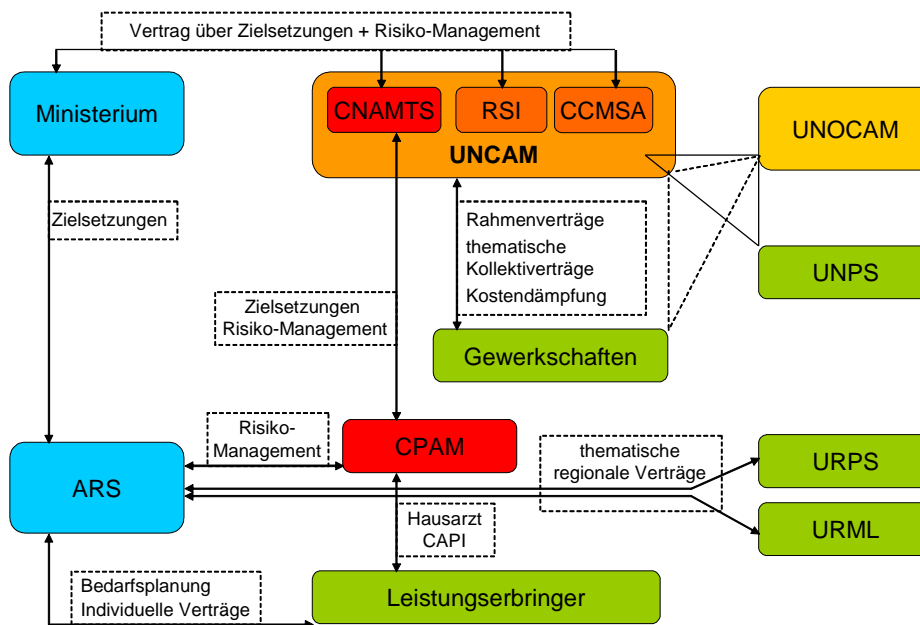 Vertrag über Zielsetzungen + Risiko-Management
Ministerium
CNAMTS
RSI
CCMSA
UNCAM
UNOCAM
Zielsetzungen
Rahmenverträge
thematische
Kollektiverträge
Kostendämpfung
UNPS
Zielsetzungen
Risiko-Management
Gewerkschaften
Risiko-
Management
CPAM
thematische
regionale Verträge
URPS
ARS
URML
Hausarzt
CAPI
Bedarfsplanung
Individuelle Verträge
Leistungserbringer